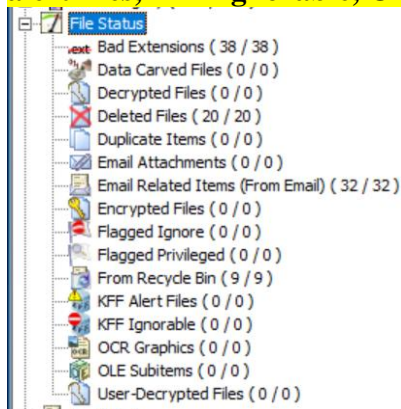 File Status
.ext Bad Extensions ( 38 / 38 )
Data Carved Files ( 0 / 0 )
Decrypted Files ( 0 / 0 )
Deleted Files ( 20 / 20 )
Duplicate Items ( 0 / 0 )
Email Attachments ( 0 / 0 )
Email Related Items (From Email) ( 32 / 32 )
Encrypted Files ( 0 / 0 )
Flagged Ignore ( 0 / 0 )
Flagged Privileged ( 0 / 0 )
From Recycle Bin ( 9 / 9 )
KFF Alert Files ( 0 / 0 )
KFF Ignorable ( 0 / 0 )
OCR Graphics ( 0 / 0 )
OLE Subitems ( 0 / 0 )
User-Decrypted Files ( 0 / 0 )